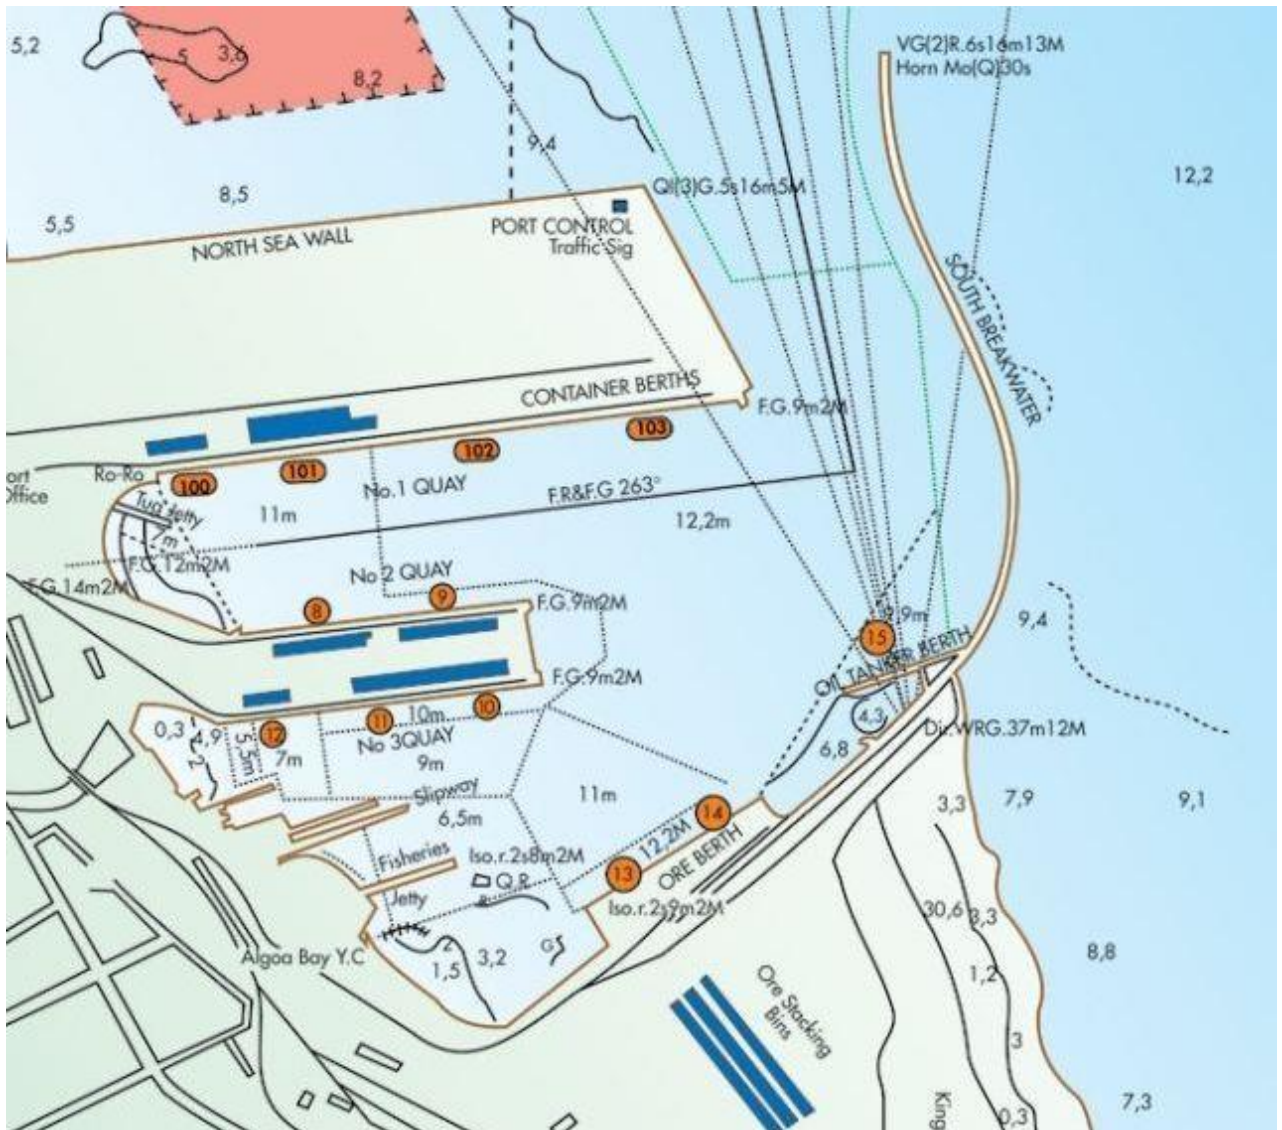 5,2
5
3,6
8,2
VG(2)R.6s16m13M
Horn Mo(Q)30s
9,4
12,2
8,5
5,5
QI(3)G.5s16m5M
PORT CONTROL
Traffic Sig
NORTH SEA WALL
SOUTH BREAKWATER
CONTAINER BERTHS
F.G.9m2M
103
102
101
100
Ro-Ro
Office
Tug Jetty
7m
No.1 QUAY
11m
F.R&F.G 263°
12,2m
F.G.12m2M
F.G.14m2M
No 2 QUAY
8
9
F.G.9m2M
15
9,9m
9,4
OIL TANKER BERTH
F.G.9m2M
4,3
6,8
Dir.WRG.37m12M
0,3
4,9
2
5,5m
12
7m
11
10m
10
No 3QUAY
9m
Slipway
6,5m
11m
14
12,2M
13
ORE BERTH
3,3
7,9
9,1
Fisheries
Iso.r.2s8m2M
Q.R
Jetty
Iso.r.2s9m2M
30,6
3,3
Algoa Bay Y.C
2
1,5
3,2
G
8,8
1,2
Ore Stacking
Bins
3
7,3
0,3
King